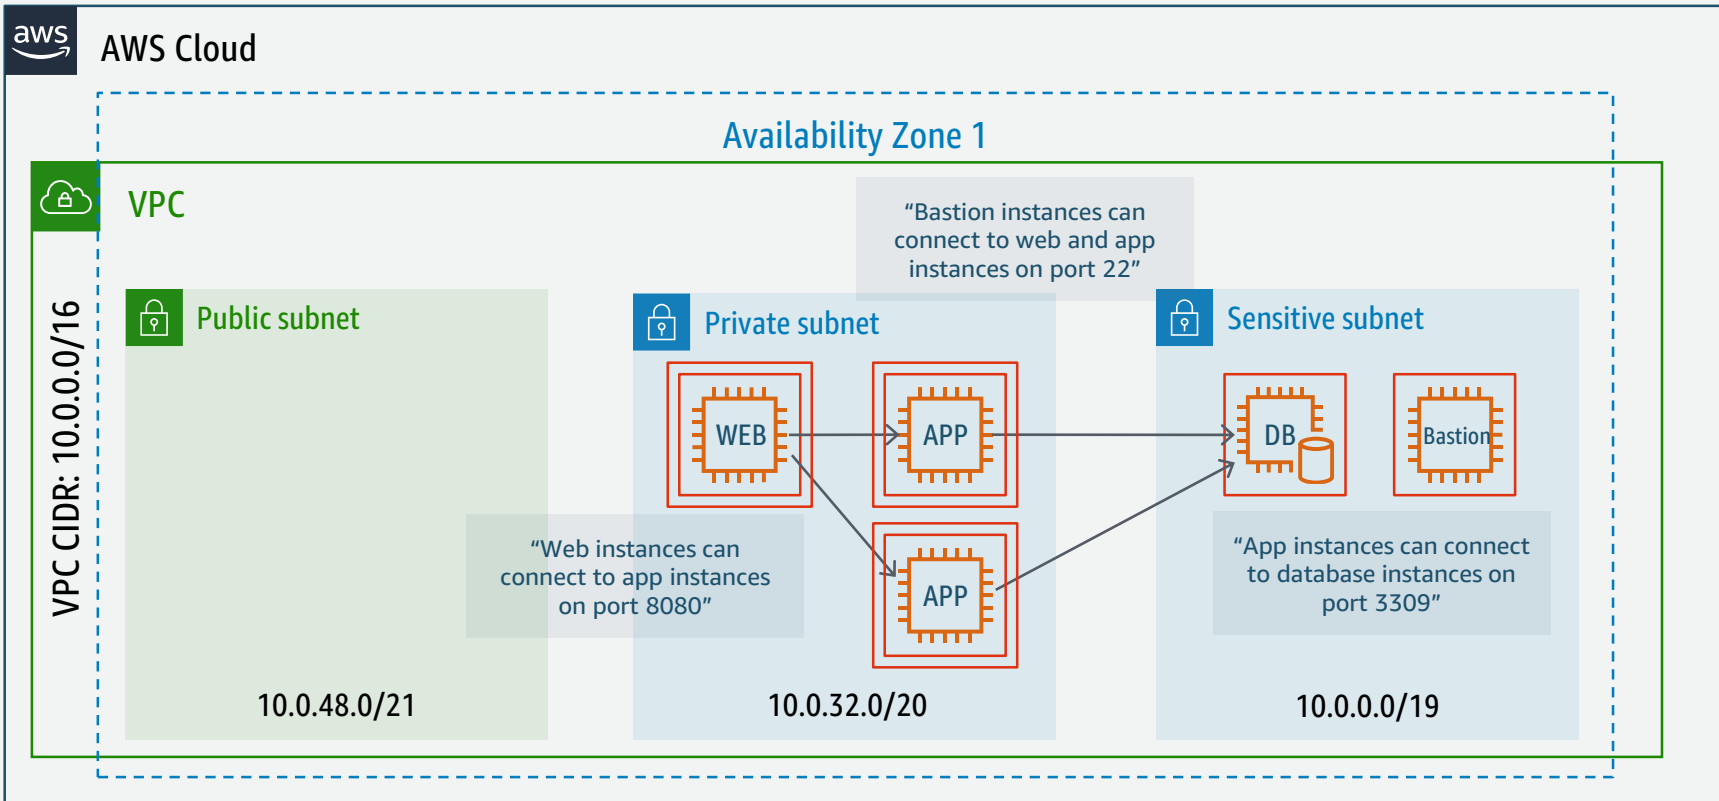 aws
AWS Cloud
Availability Zone 1
VPC
VPC CIDR: 10.0.0.0/16
“Bastion instances can
connect to web and app
instances on port 22”
Public subnet
Private subnet
Sensitive subnet
WEB
APP
DB
Bastion
“Web instances can
connect to app instances
on port 8080”
APP
“App instances can connect
to database instances on
port 3309”
10.0.48.0/21
10.0.32.0/20
10.0.0.0/19